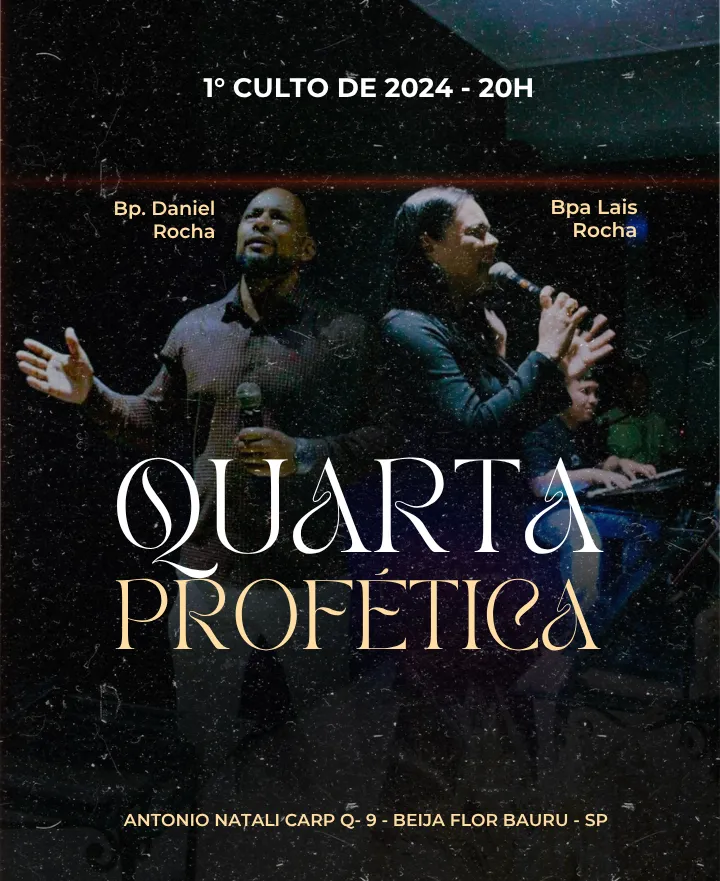 1º CULTO DE 2024 - 20H
Bp. Daniel
Rocha
Bpa Lais
Rocha
QUARTA
PROFÉTICA
ANTONIO NATALI CARP Q- 9 - BEIJA FLOR BAURU - SP